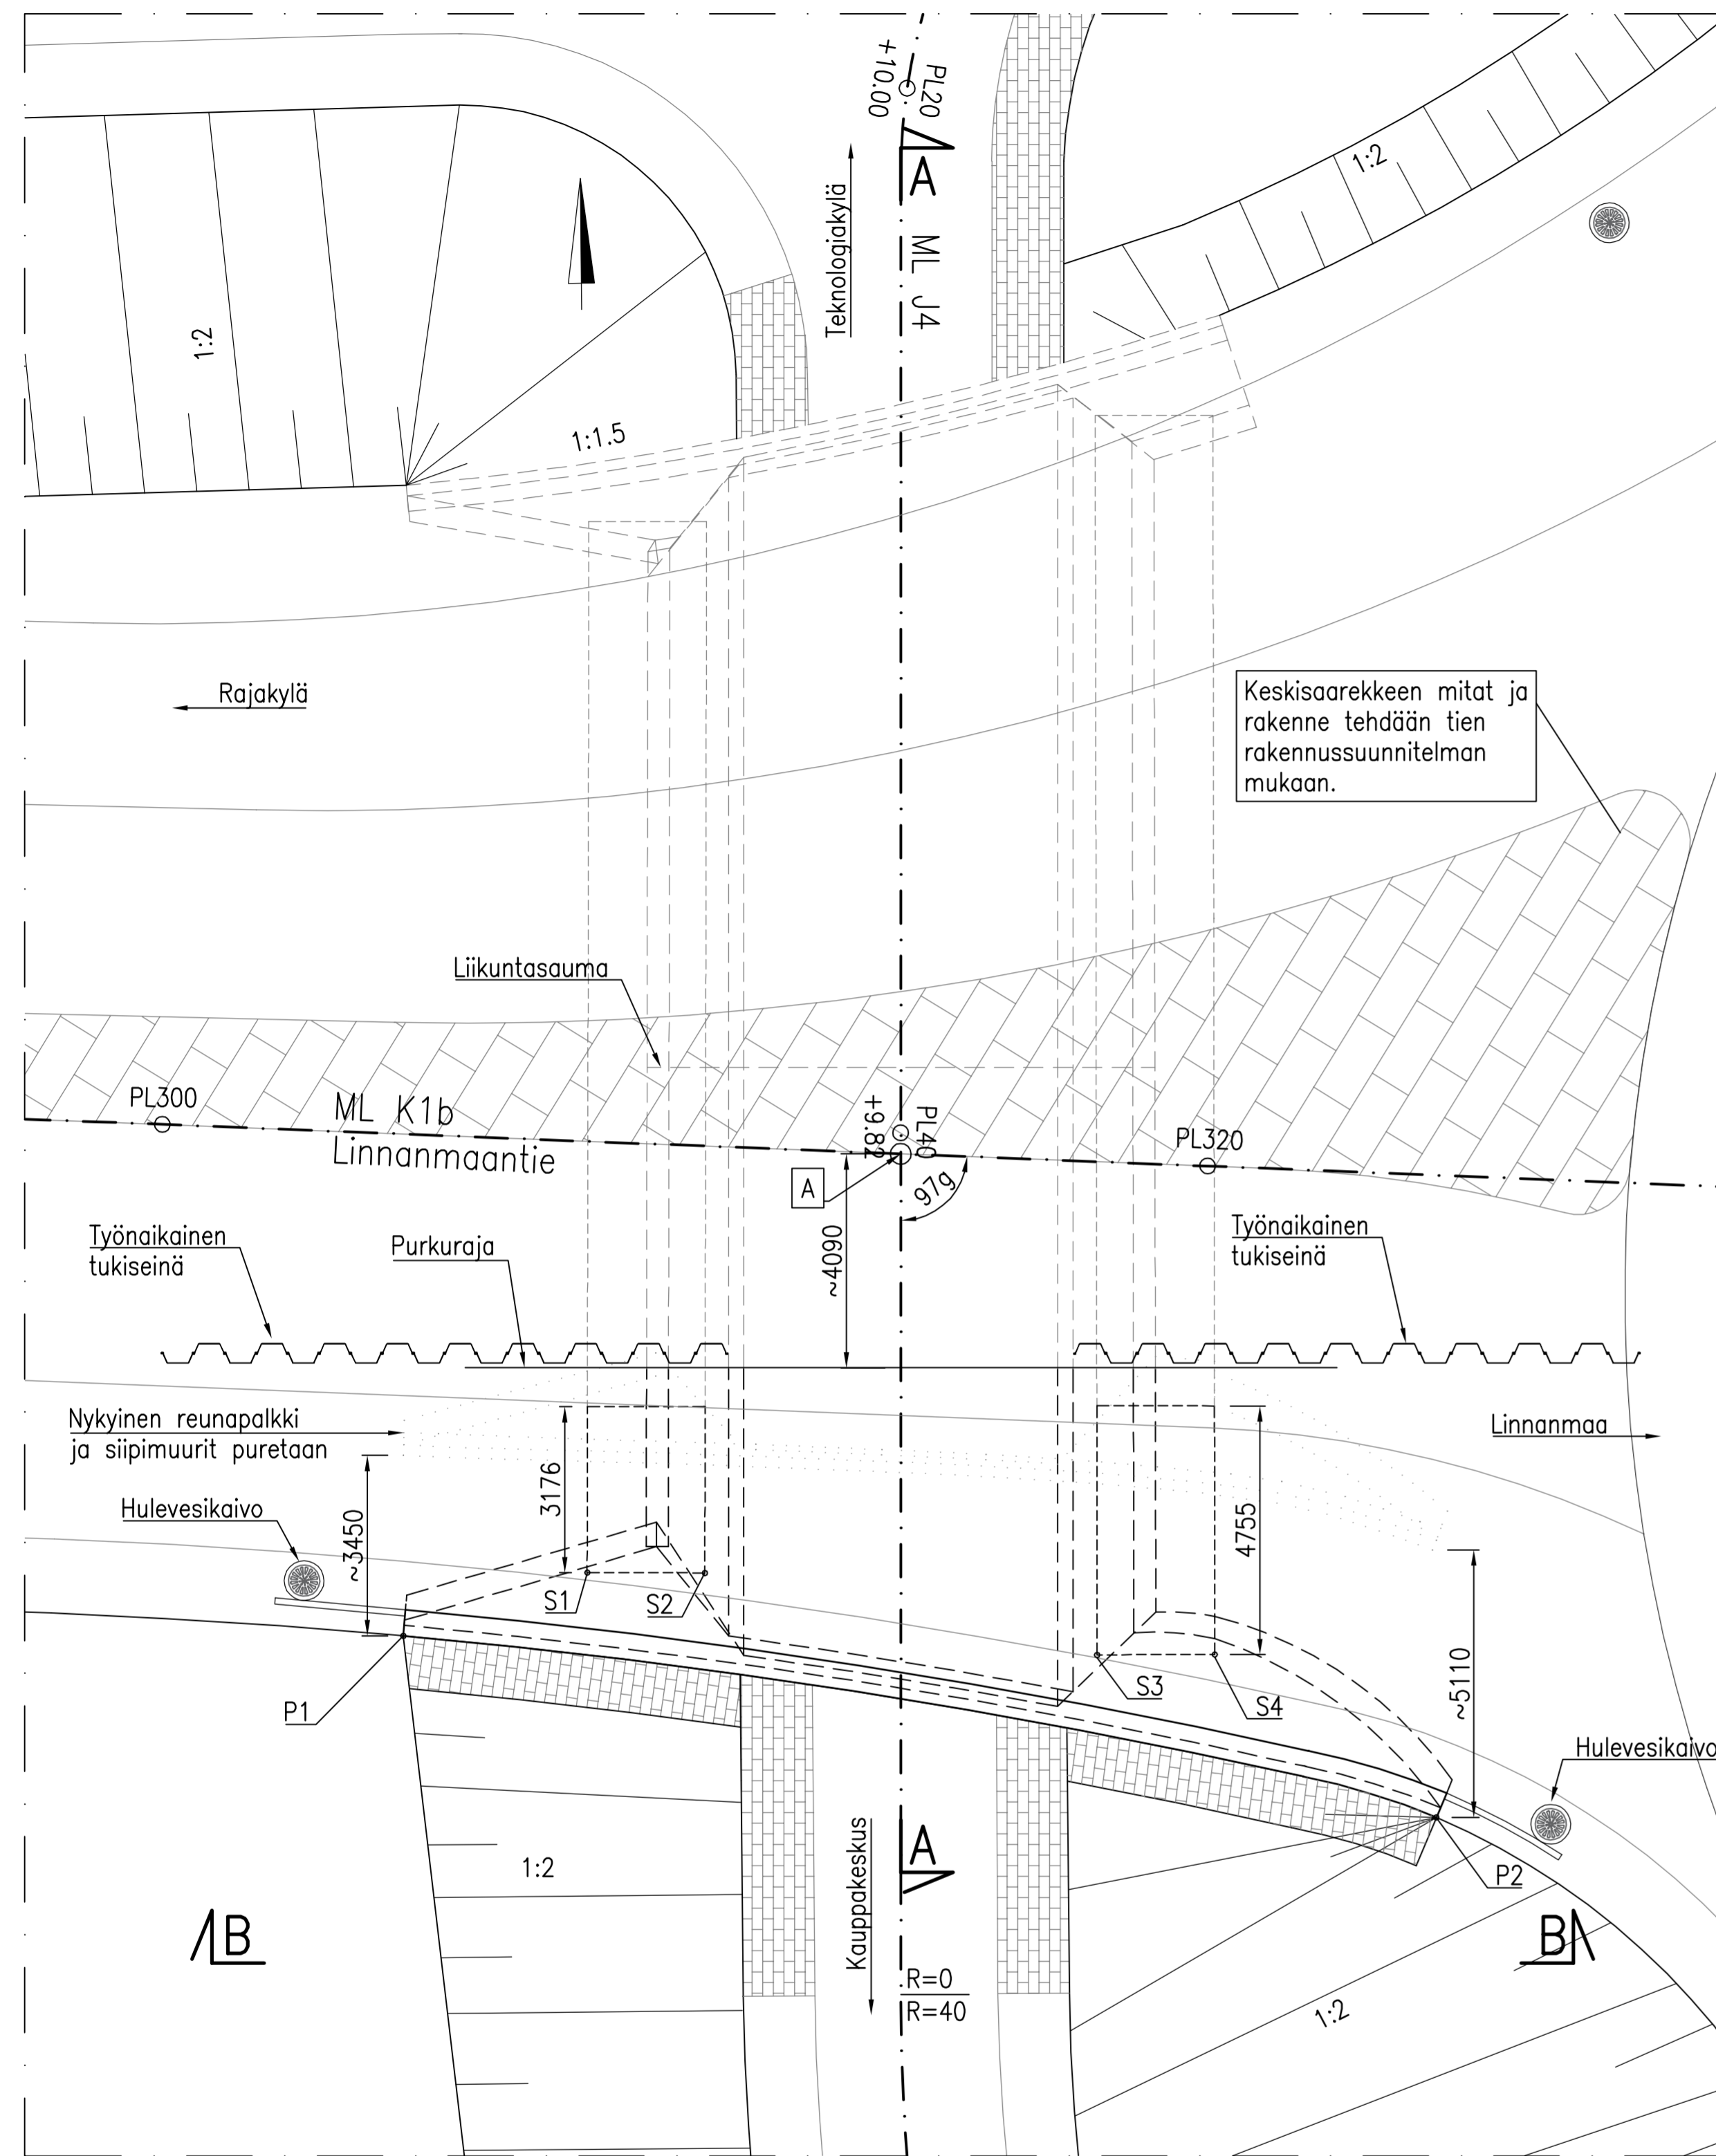 PL20
+10.00
A
ML J4
Teknologiakylä
1:2
1:2
1:1.5
Rajakylä
Keskisaarekkeen mitat ja
rakenne tehdään tien
rakennussuunnitelman
mukaan.
Liikuntasauma
PL300
ML K1b
Linnanmaantie
PL40
+9.82
PL320
A
97g
~4090
Työnaikainen
tukiseinä
Purkuraja
Työnaikainen
tukiseinä
Nykyinen reunapalkki
ja siipimuurit puretaan
Linnanmaa
3176
4755
Hulevesikaivo
~3450
S1
S2
S3
S4
~5110
P1
Hulevesikaivo
A
Kauppakeskus
1:2
P2
B
B
R=0
R=40
1:2